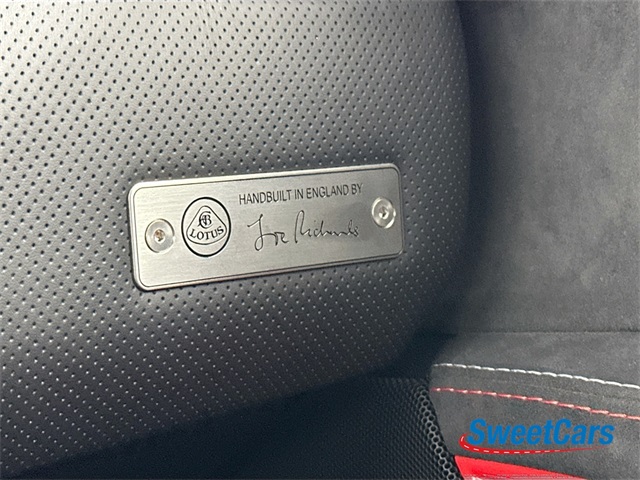 HANDBUILT IN ENGLAND BY
LOTUS
Joe Richards
SweetCars